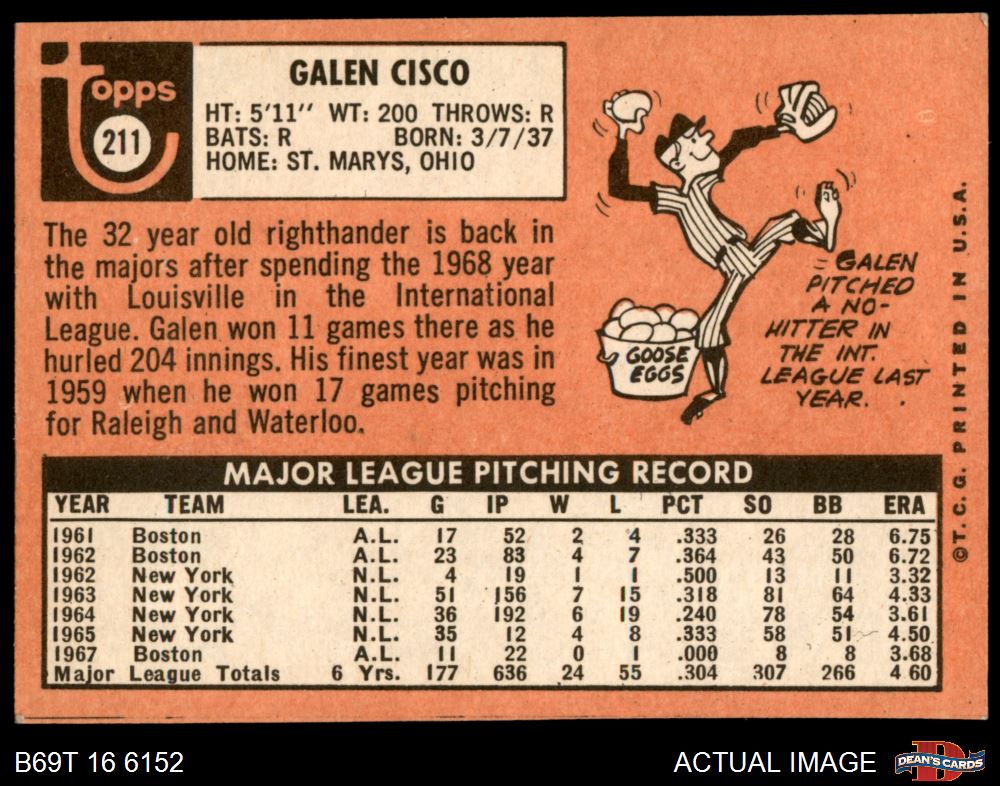 topps
211
GALEN CISCO
HT: 5'11" WT: 200 THROWS: R
BATS: R BORN: 3/7/37
HOME: ST. MARYS, OHIO
The 32 year old righthander is back in
the majors after spending the 1968 year
with Louisville in the International
League. Galen won 11 games there as he
hurled 204 innings. His finest year was in
1959 when he won 17 games pitching
for Raleigh and Waterloo.
GOOSE
EGGS
GALEN
PITCHED
A NO-
HITTER IN
THE INT.
LEAGUE LAST
YEAR.
©T.C.G. PRINTED IN U.S.A.
MAJOR LEAGUE PITCHING RECORD
YEAR TEAM LEA. G IP W L PCT SO BB ERA
1961 Boston A.L. 17 52 2 4 .333 26 28 6.75
1962 Boston A.L. 23 83 4 7 .364 43 50 6.72
1962 New York N.L. 4 19 1 1 .500 13 11 3.32
1963 New York N.L. 51 156 7 15 .318 81 64 4.33
1964 New York N.L. 36 192 6 19 .240 78 54 3.61
1965 New York N.L. 35 12 4 8 .333 58 51 4.50
1967 Boston A.L. 11 22 0 1 .000 8 8 3.68
Major League Totals 6 Yrs. 177 636 24 55 .304 307 266 4 60
B69T 16 6152
ACTUAL IMAGE
DEAN'S CARDS